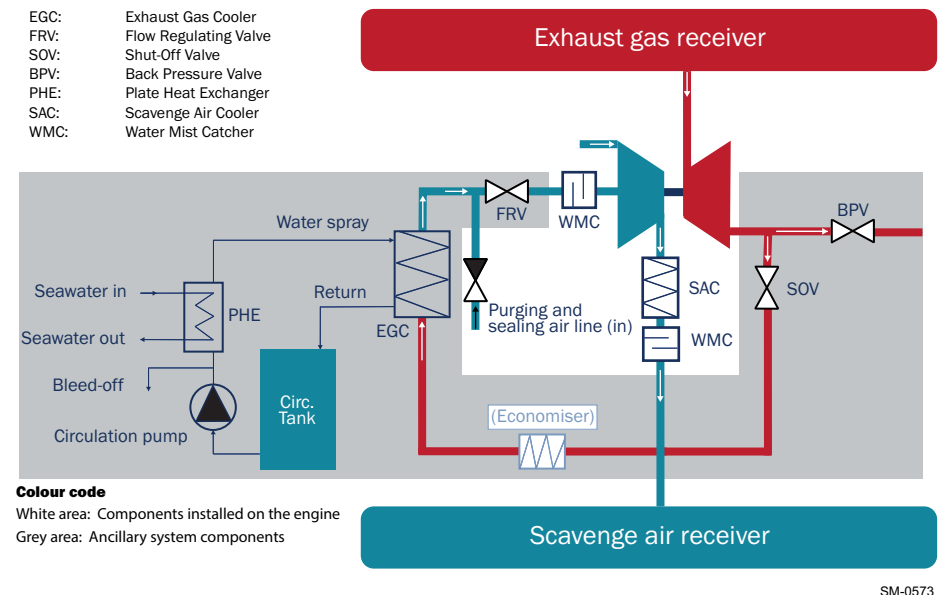 EGC: Exhaust Gas Cooler
FRV: Flow Regulating Valve
SOV: Shut-Off Valve
BPV: Back Pressure Valve
PHE: Plate Heat Exchanger
SAC: Scavenge Air Cooler
WMC: Water Mist Catcher
Exhaust gas receiver
BPV
FRV
WMC
Water spray
Seawater in
Return
SAC
SOV
PHE
Purging and
sealing air line (in)
EGC
Seawater out
WMC
Bleed-off
Circ.
Tank
(Economiser)
Circulation pump
Colour code
White area: Components installed on the engine
Grey area: Ancillary system components
Scavenge air receiver
SM-0573